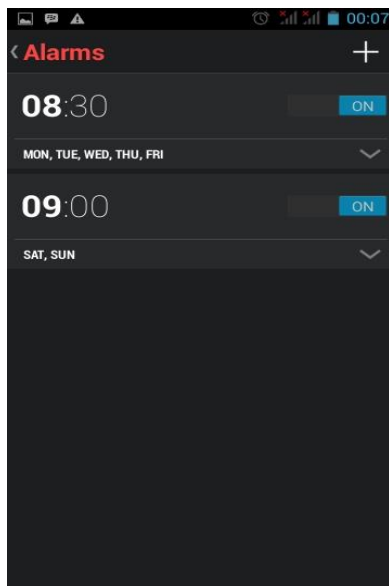 00:07
Alarms
08:30
ON
MON, TUE, WED, THU, FRI
09:00
ON
SAT, SUN